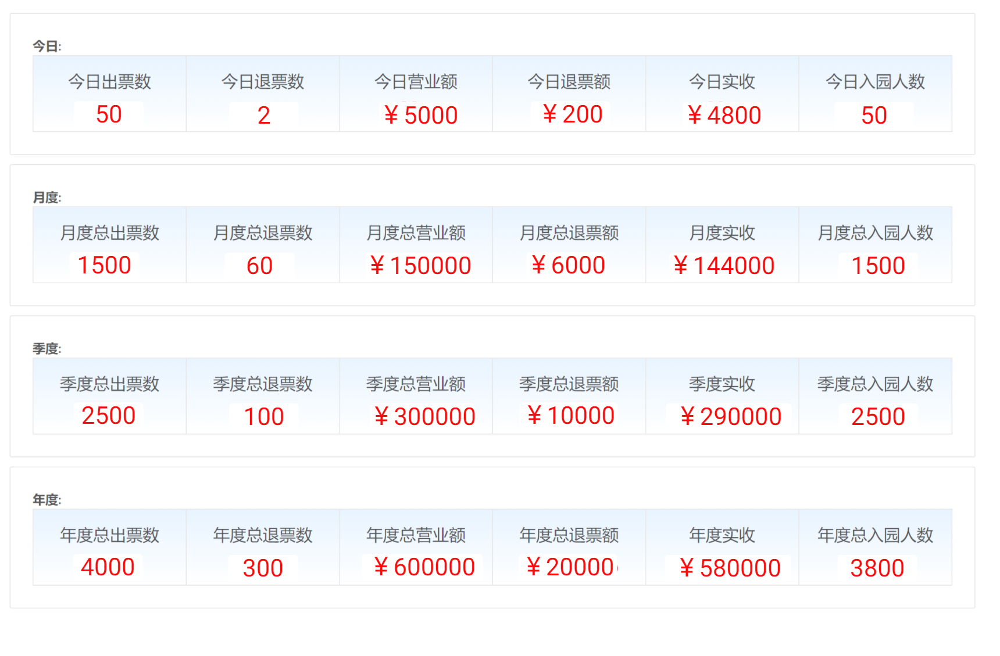 今日:
今日出票数 今日退票数 今日营业额 今日退票额 今日实收 今日入园人数
50 2 ¥5000 ¥200 ¥4800 50
月度:
月度总出票数 月度总退票数 月度总营业额 月度总退票额 月度实收 月度总入园人数
1500 60 ¥150000 ¥6000 ¥144000 1500
季度:
季度总出票数 季度总退票数 季度总营业额 季度总退票额 季度实收 季度总入园人数
2500 100 ¥300000 ¥10000 ¥290000 2500
年度:
年度总出票数 年度总退票数 年度总营业额 年度总退票额 年度实收 年度总入园人数
4000 300 ¥600000 ¥20000 ¥580000 3800